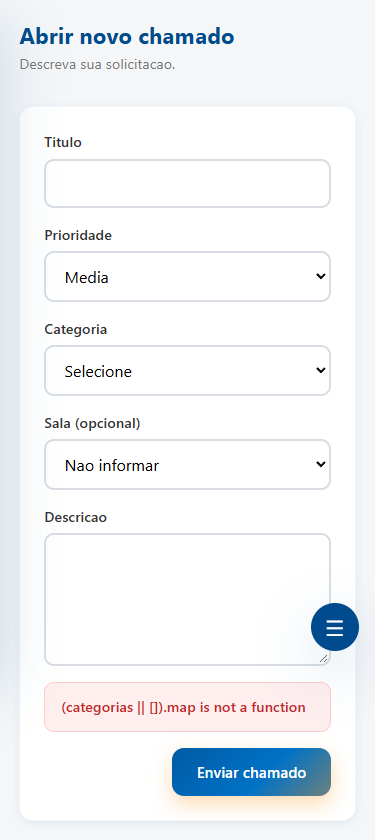 Abrir novo chamado
Descreva sua solicitacao.
Titulo
Prioridade
Media
Categoria
Selecione
Sala (opcional)
Nao informar
Descricao
(categorias || []).map is not a function
Enviar chamado